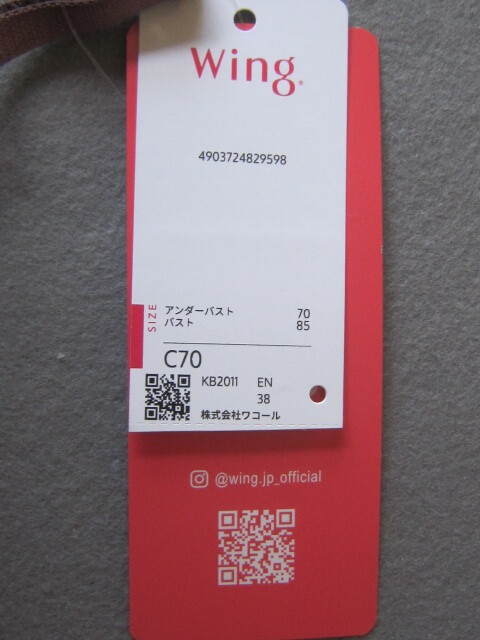 Wing
4903724829598
SIZE
アンダーバスト 70
バスト 85
C70
KB2011 EN
38
株式会社ワコール
@wing.jp_official